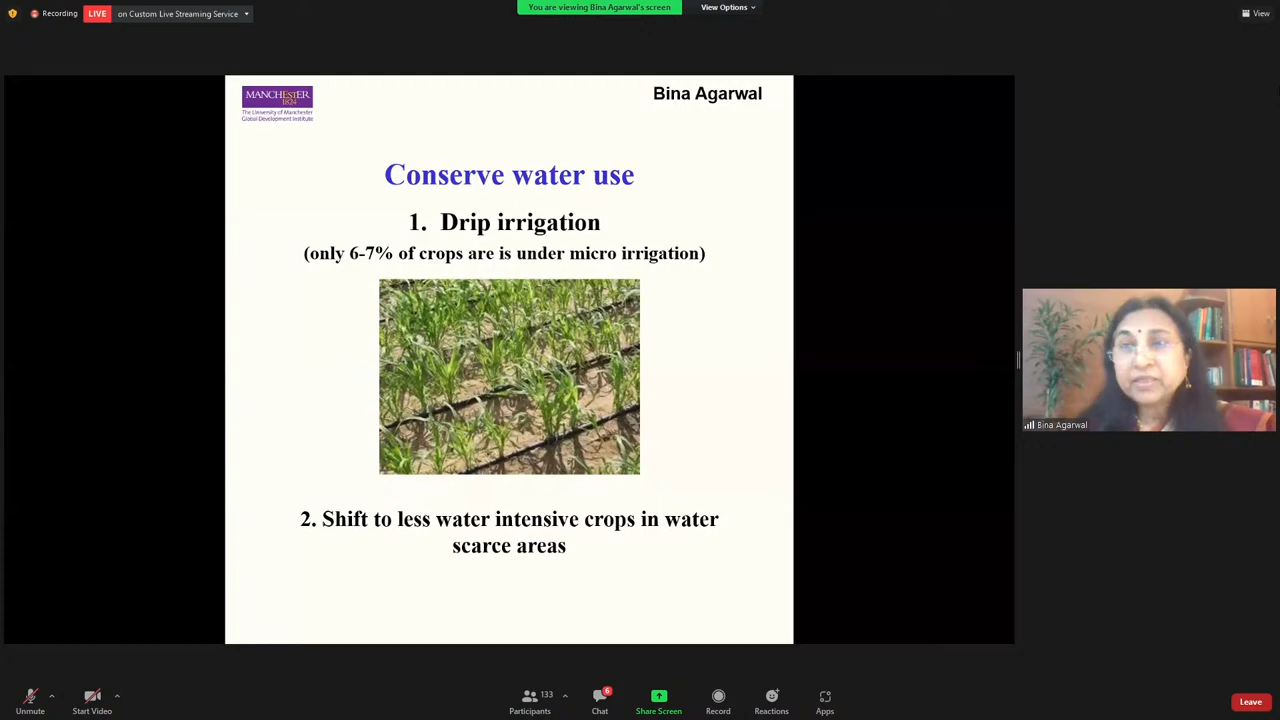 Recording
LIVE
on Custom Live Streaming Service
You are viewing Bina Agarwal's screen
View Options
View
MANCHESTER
1824
The University of Manchester
Global Development Institute
Bina Agarwal
Conserve water use
1. Drip irrigation
(only 6-7% of crops are is under micro irrigation)
2. Shift to less water intensive crops in water
scarce areas
Bina Agarwal
Unmute
Start Video
133
Participants
6
Chat
Share Screen
Record
Reactions
Apps
Leave